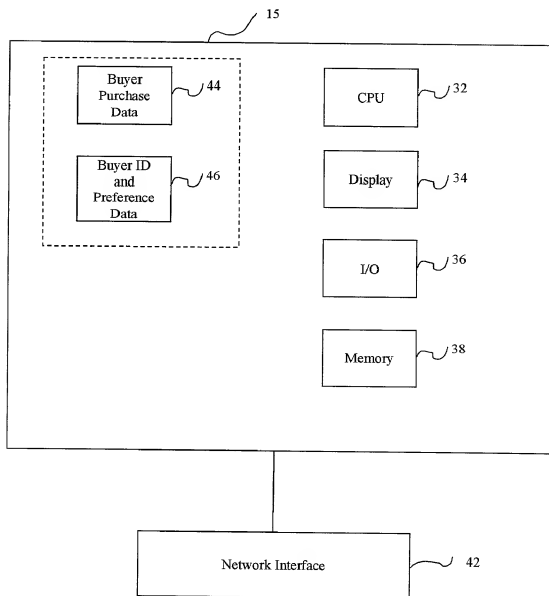 15
Buyer
Purchase
Data
44
CPU
32
Buyer ID
and
Preference
Data
46
Display
34
I/O
36
Memory
38
Network Interface
42